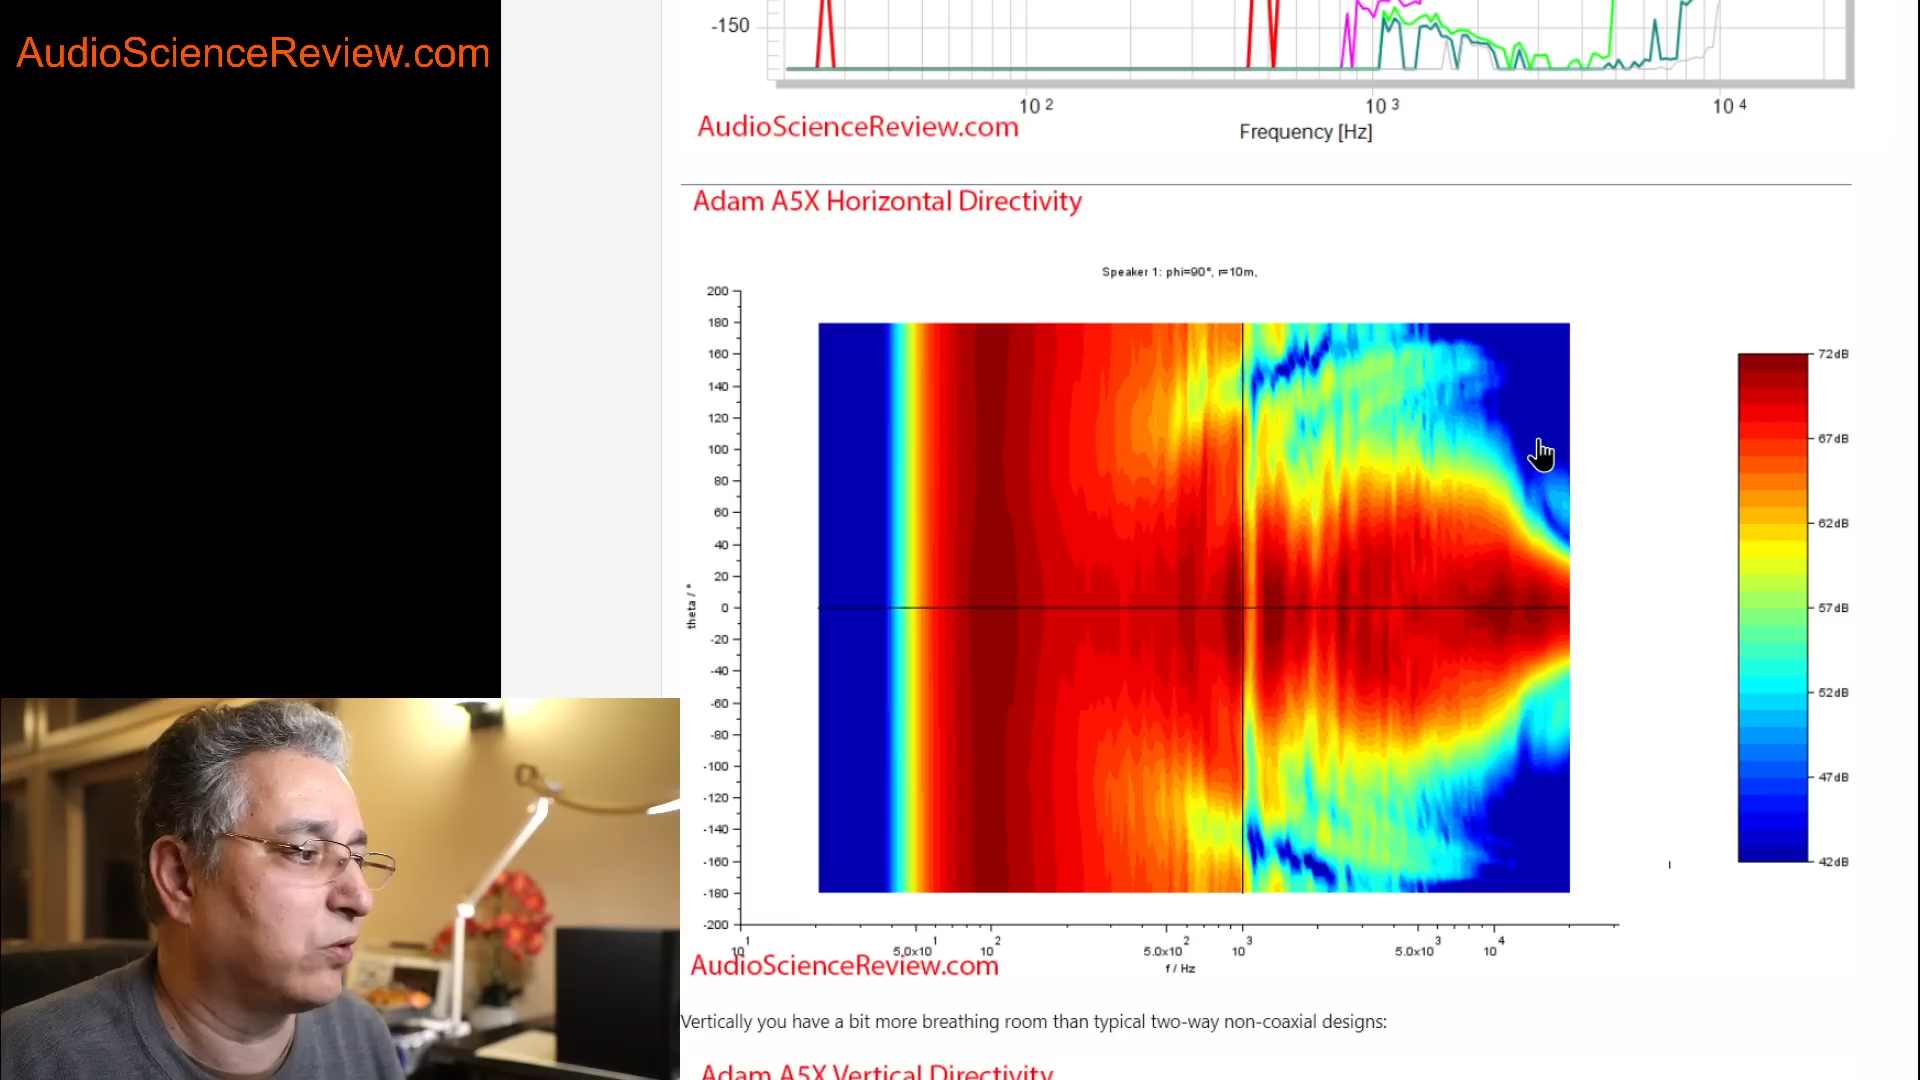 AudioScienceReview.com
-150
10 2
10 3
10 4
AudioScienceReview.com
Frequency [Hz]
Adam A5X Horizontal Directivity
Speaker 1: phi=90°, r=10m,
200
180
160
140
120
100
80
60
40
20
0
-20
-40
-60
-80
-100
-120
-140
-160
-180
-200
theta / °
72dB
67dB
62dB
57dB
52dB
47dB
42dB
10 1
5.0x10 1
10 2
5.0x10 2
10 3
5.0x10 3
10 4
f / Hz
AudioScienceReview.com
Vertically you have a bit more breathing room than typical two-way non-coaxial designs:
Adam A5X Vertical Directivity